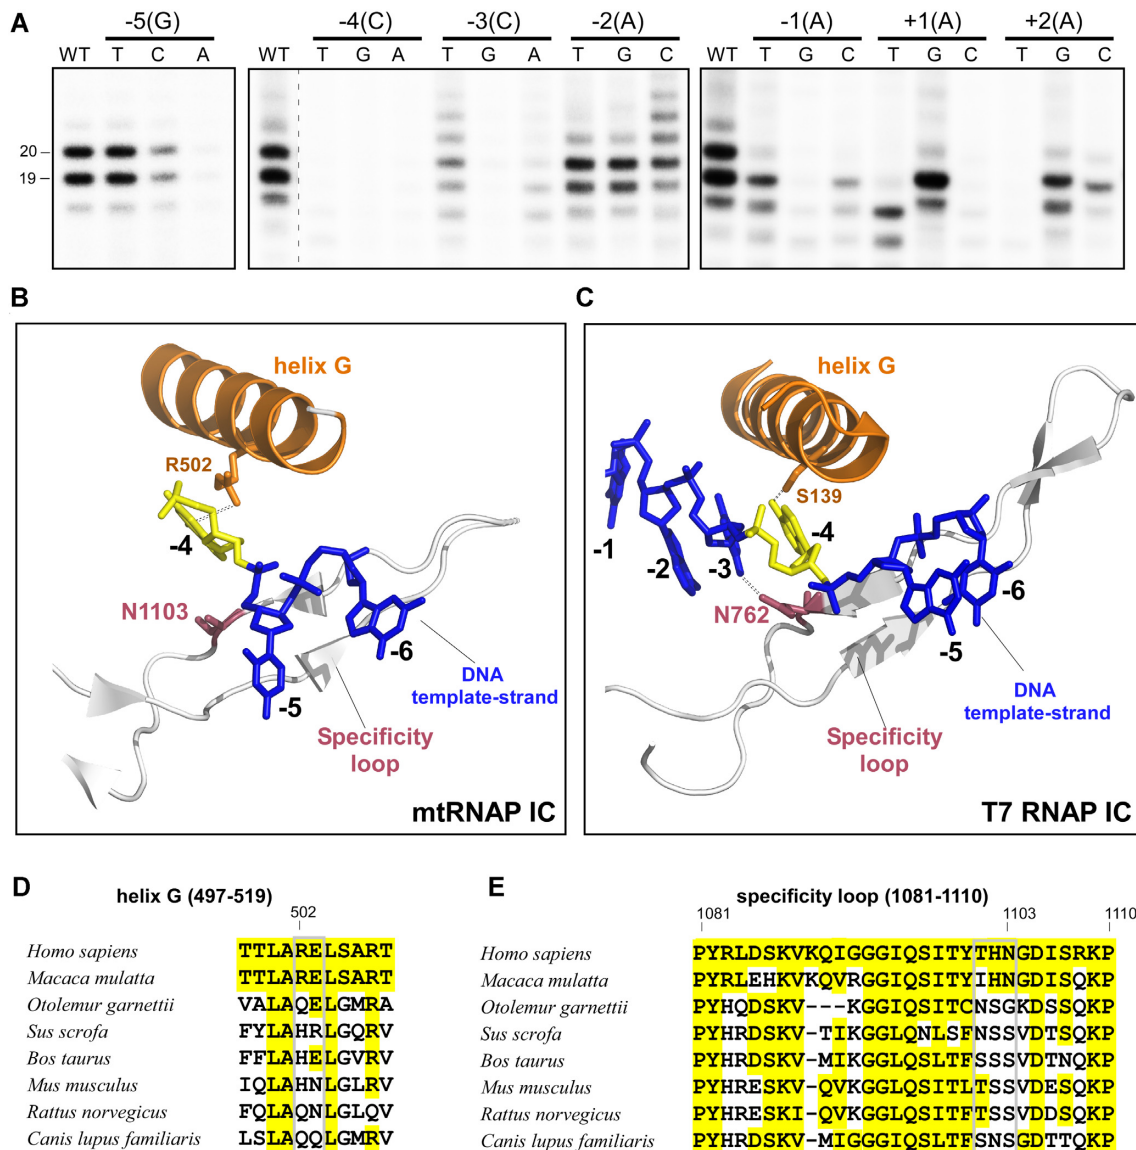 A
-5(G) -4(C) -3(C) -2(A) -1(A) +1(A) +2(A)
WT T C A WT T G A T G A T G C WT T G C T G C T G C
20
19
B
helix G
R502
-4
N1103
-6
-5
DNA
template-strand
Specificity
loop
mtRNAP IC
C
helix G
S139
-4
-1
-2
-3
N762
-6
-5
DNA
template-strand
Specificity
loop
T7 RNAP IC
D
helix G (497-519)
502
Homo sapiens TTLARELSART
Macaca mulatta TTLARELSART
Otolemur garnettii VALAQELGMRA
Sus scrofa FYLAHRLGQRV
Bos taurus FFLAHELGVRV
Mus musculus IQLAHNLGLRV
Rattus norvegicus FQLAQNLGLQV
Canis lupus familiaris LSLAQQLGMRV
E
specificity loop (1081-1110)
1081 1103 1110
Homo sapiens PYRLDSKVKQIGGGIQSITYTHNGDISRKP
Macaca mulatta PYRLEHKVKQVRGGIQSITYIHNGDISQKP
Otolemur garnettii PYHQDSKV---KGGIQSITCNSGKDSSQKP
Sus scrofa PYHRDSKV-TIKGGLQNLSFNSSVDTSQKP
Bos taurus PYHRDSKV-MIKGGLQSLTFSSSVDTNQKP
Mus musculus PYHRESKV-QVKGGLQSITLTSSVDESQKP
Rattus norvegicus PYHRESKI-QVKGGLQSITFTSSVDDSQKP
Canis lupus familiaris PYHRDSKV-MIGGGIQSLTFSNSGDTTQKP